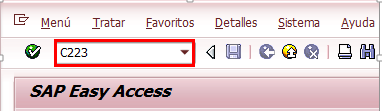 Menú Tratar Favoritos Detalles Sistema Ayuda
C223
SAP Easy Access